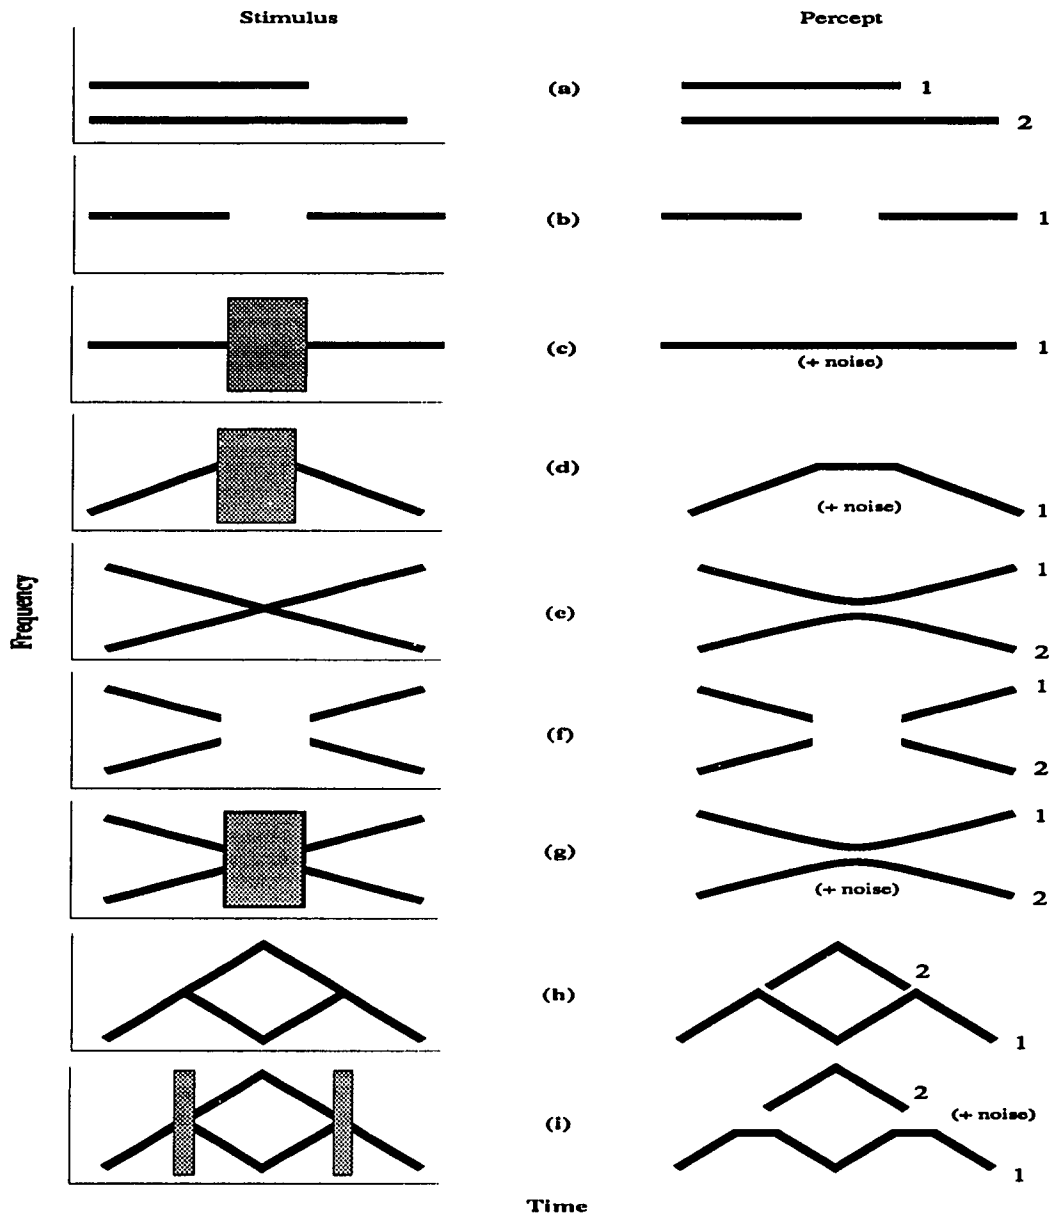 Stimulus Percept
(a) 1
2
(b) 1
(c) 1
(+ noise)
(d)
(+ noise) 1
Frequency
1
(e)
2
1
(f)
2
1
(g)
(+ noise) 2
2
(h)
1
2
(+ noise)
(i)
1
Time